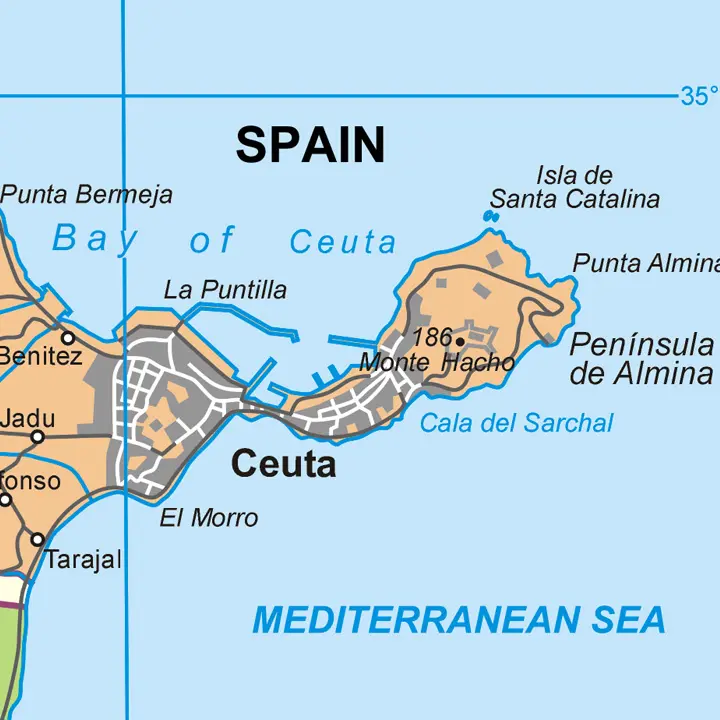 35°
SPAIN
Punta Bermeja
Isla de
Santa Catalina
Bay of Ceuta
Punta Almina
La Puntilla
186
Monte Hacho
Benitez
Península
de Almina
Jadu
Cala del Sarchal
Ceuta
fonso
El Morro
Tarajal
MEDITERRANEAN SEA